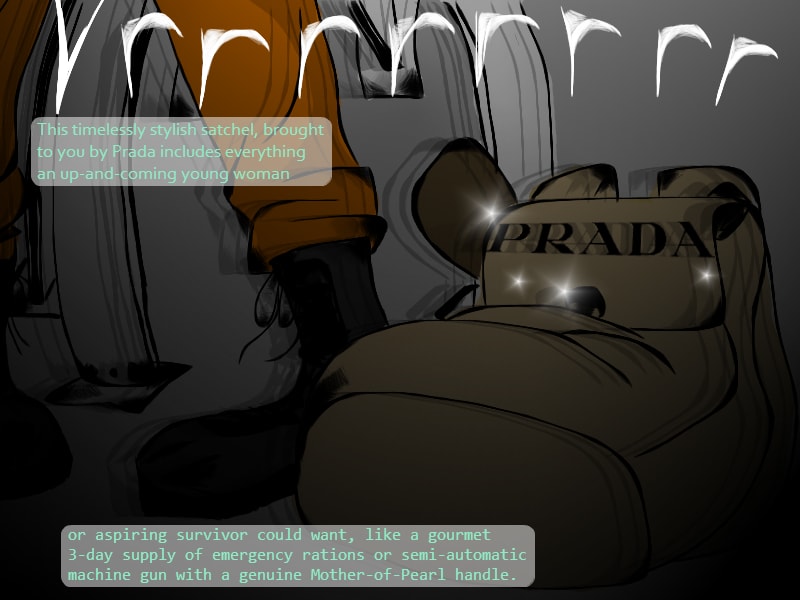 Vrrrrrrrr
This timelessly stylish satchel, brought
to you by Prada includes everything
an up-and-coming young woman
PRADA
or aspiring survivor could want, like a gourmet
3-day supply of emergency rations or semi-automatic
machine gun with a genuine Mother-of-Pearl handle.